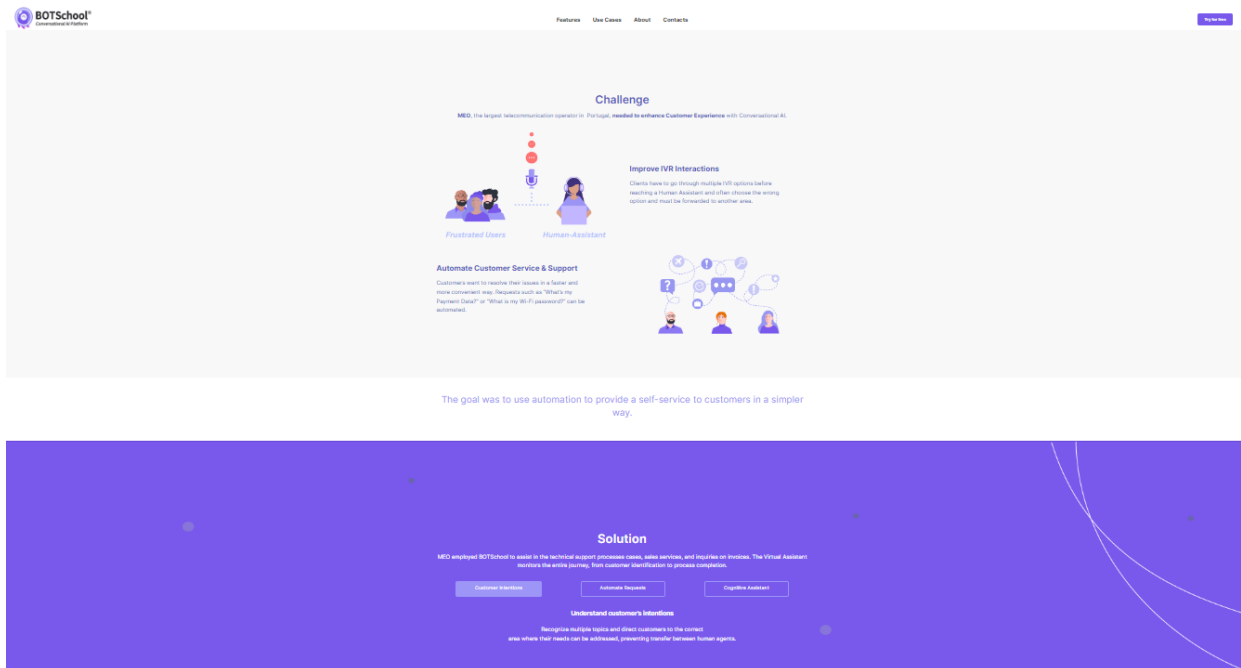 BOTSchool®
Conversational AI Platform
Features Use Cases About Contacts
Try for free
Challenge
MEO, the largest telecommunication operator in Portugal, needed to enhance Customer Experience with Conversational AI.
Improve IVR Interactions
Clients have to go through multiple IVR options before
reaching a Human Assistant and often choose the wrong
option and must be forwarded to another area.
Frustrated Users Human-Assistant
Automate Customer Service & Support
Customers want to resolve their issues in a faster and
more convenient way. Requests such as "What's my
Payment Data?" or "What is my Wi-Fi password?" can be
automated.
The goal was to use automation to provide a self-service to customers in a simpler
way.
Solution
MEO employed BOTSchool to assist in the technical support processes cases, sales services, and inquiries on invoices. The Virtual Assistant
monitors the entire journey, from customer identification to process completion.
Customer Intentions Automate Requests Cognitive Assistant
Understand customer's intentions
Recognize multiple topics and direct customers to the correct
area where their needs can be addressed, preventing transfer between human agents.